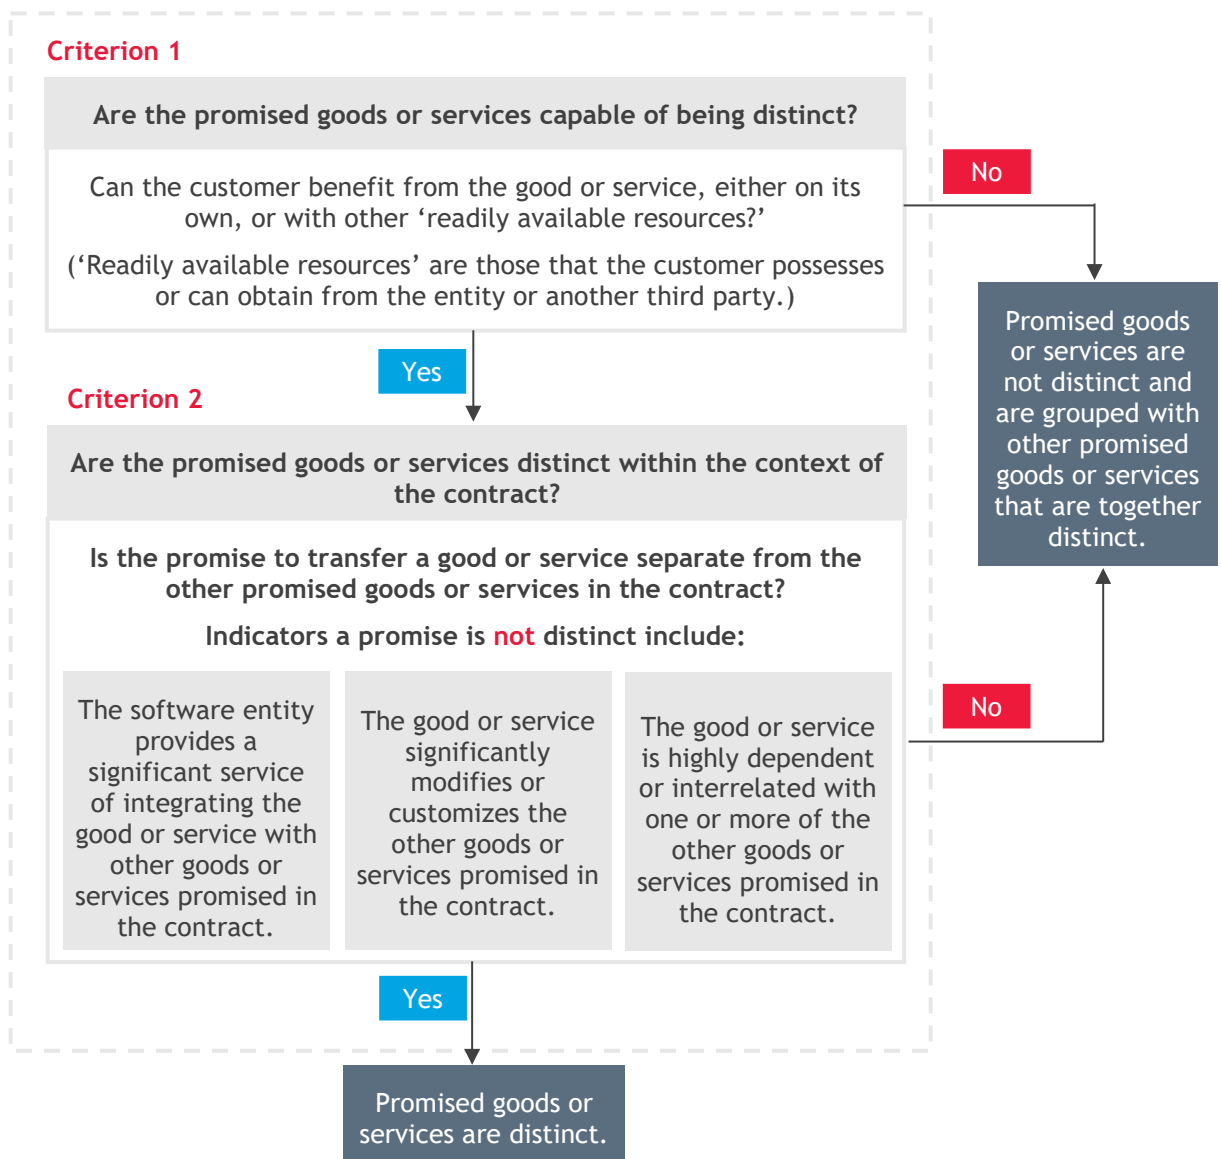 Criterion 1
Are the promised goods or services capable of being distinct?
Can the customer benefit from the good or service, either on its
own, or with other ‘readily available resources?’
(‘Readily available resources’ are those that the customer possesses
or can obtain from the entity or another third party.)
No
Yes
Promised goods
or services are
not distinct and
are grouped with
other promised
goods or services
that are together
distinct.
Criterion 2
Are the promised goods or services distinct within the context of
the contract?
Is the promise to transfer a good or service separate from the
other promised goods or services in the contract?
Indicators a promise is not distinct include:
The software entity
provides a
significant service
of integrating the
good or service with
other goods or
services promised in
the contract.
The good or service
significantly
modifies or
customizes the
other goods or
services promised in
the contract.
The good or service
is highly dependent
or interrelated with
one or more of the
other goods or
services promised in
the contract.
No
Yes
Promised goods or
services are distinct.